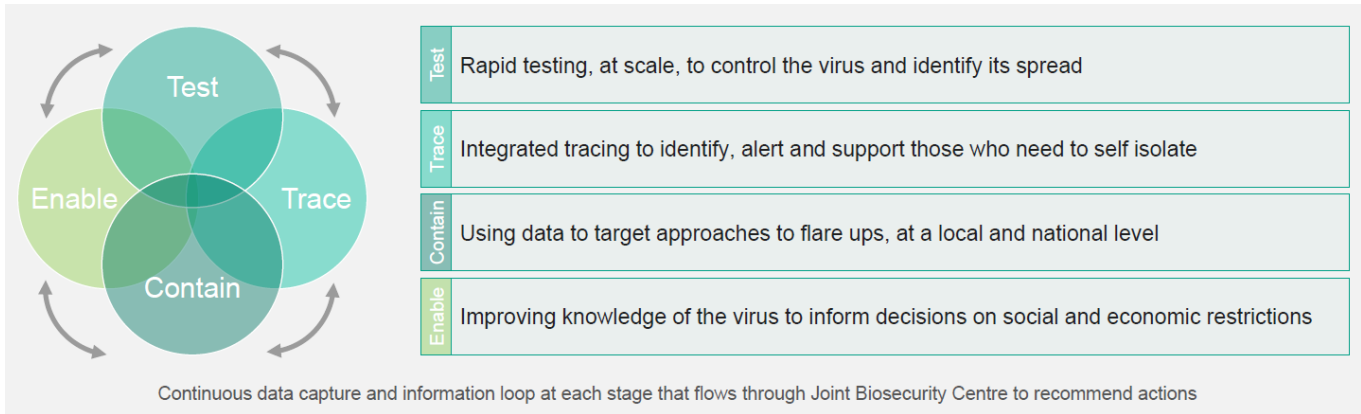 Test
Enable
Trace
Contain
Test
Rapid testing, at scale, to control the virus and identify its spread
Trace
Integrated tracing to identify, alert and support those who need to self isolate
Contain
Using data to target approaches to flare ups, at a local and national level
Enable
Improving knowledge of the virus to inform decisions on social and economic restrictions
Continuous data capture and information loop at each stage that flows through Joint Biosecurity Centre to recommend actions